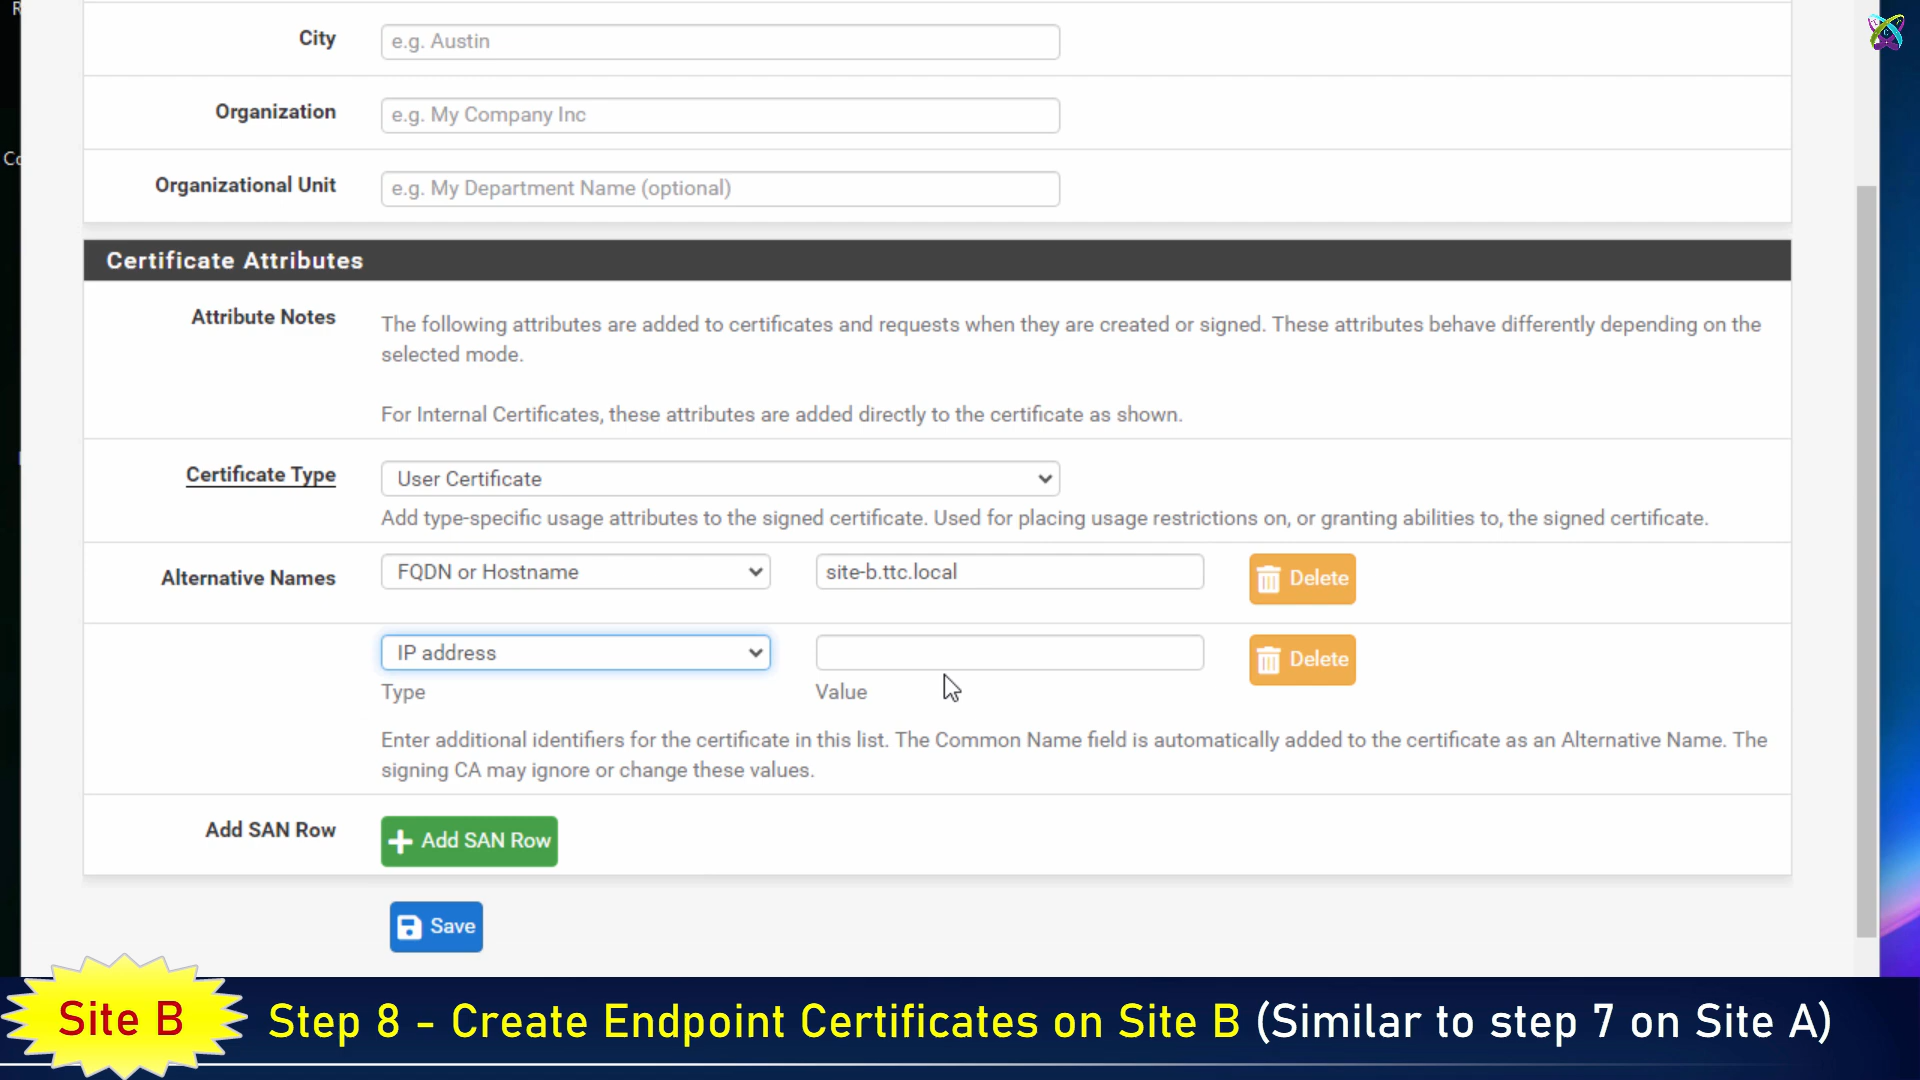 City
e.g. Austin
Organization
e.g. My Company Inc
Organizational Unit
e.g. My Department Name (optional)
Certificate Attributes
Attribute Notes
The following attributes are added to certificates and requests when they are created or signed. These attributes behave differently depending on the
selected mode.
For Internal Certificates, these attributes are added directly to the certificate as shown.
Certificate Type
User Certificate
Add type-specific usage attributes to the signed certificate. Used for placing usage restrictions on, or granting abilities to, the signed certificate.
Alternative Names
FQDN or Hostname
site-b.ttc.local
Delete
IP address
Delete
Type
Value
Enter additional identifiers for the certificate in this list. The Common Name field is automatically added to the certificate as an Alternative Name. The
signing CA may ignore or change these values.
Add SAN Row
Add SAN Row
Save
Site B
Step 8 - Create Endpoint Certificates on Site B (Similar to step 7 on Site A)